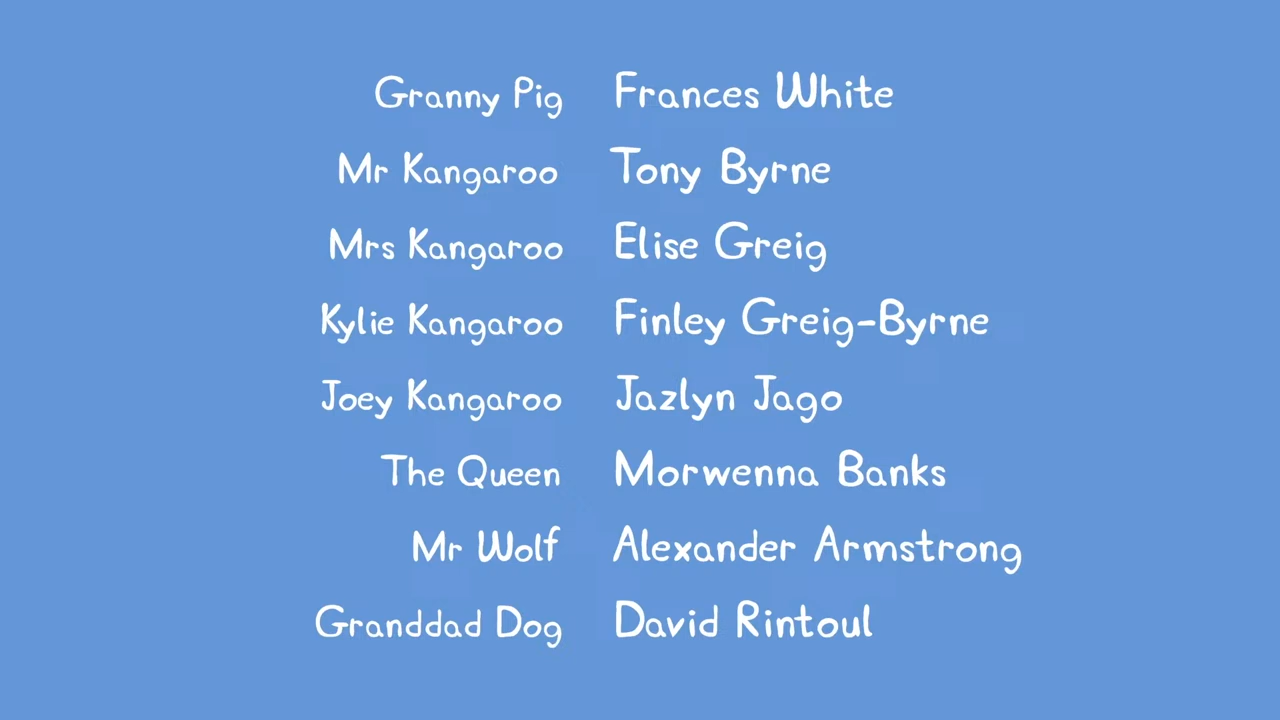 Granny Pig Frances White
Mr Kangaroo Tony Byrne
Mrs Kangaroo Elise Greig
Kylie Kangaroo Finley Greig-Byrne
Joey Kangaroo Jazlyn Jago
The Queen Morwenna Banks
Mr Wolf Alexander Armstrong
Granddad Dog David Rintoul